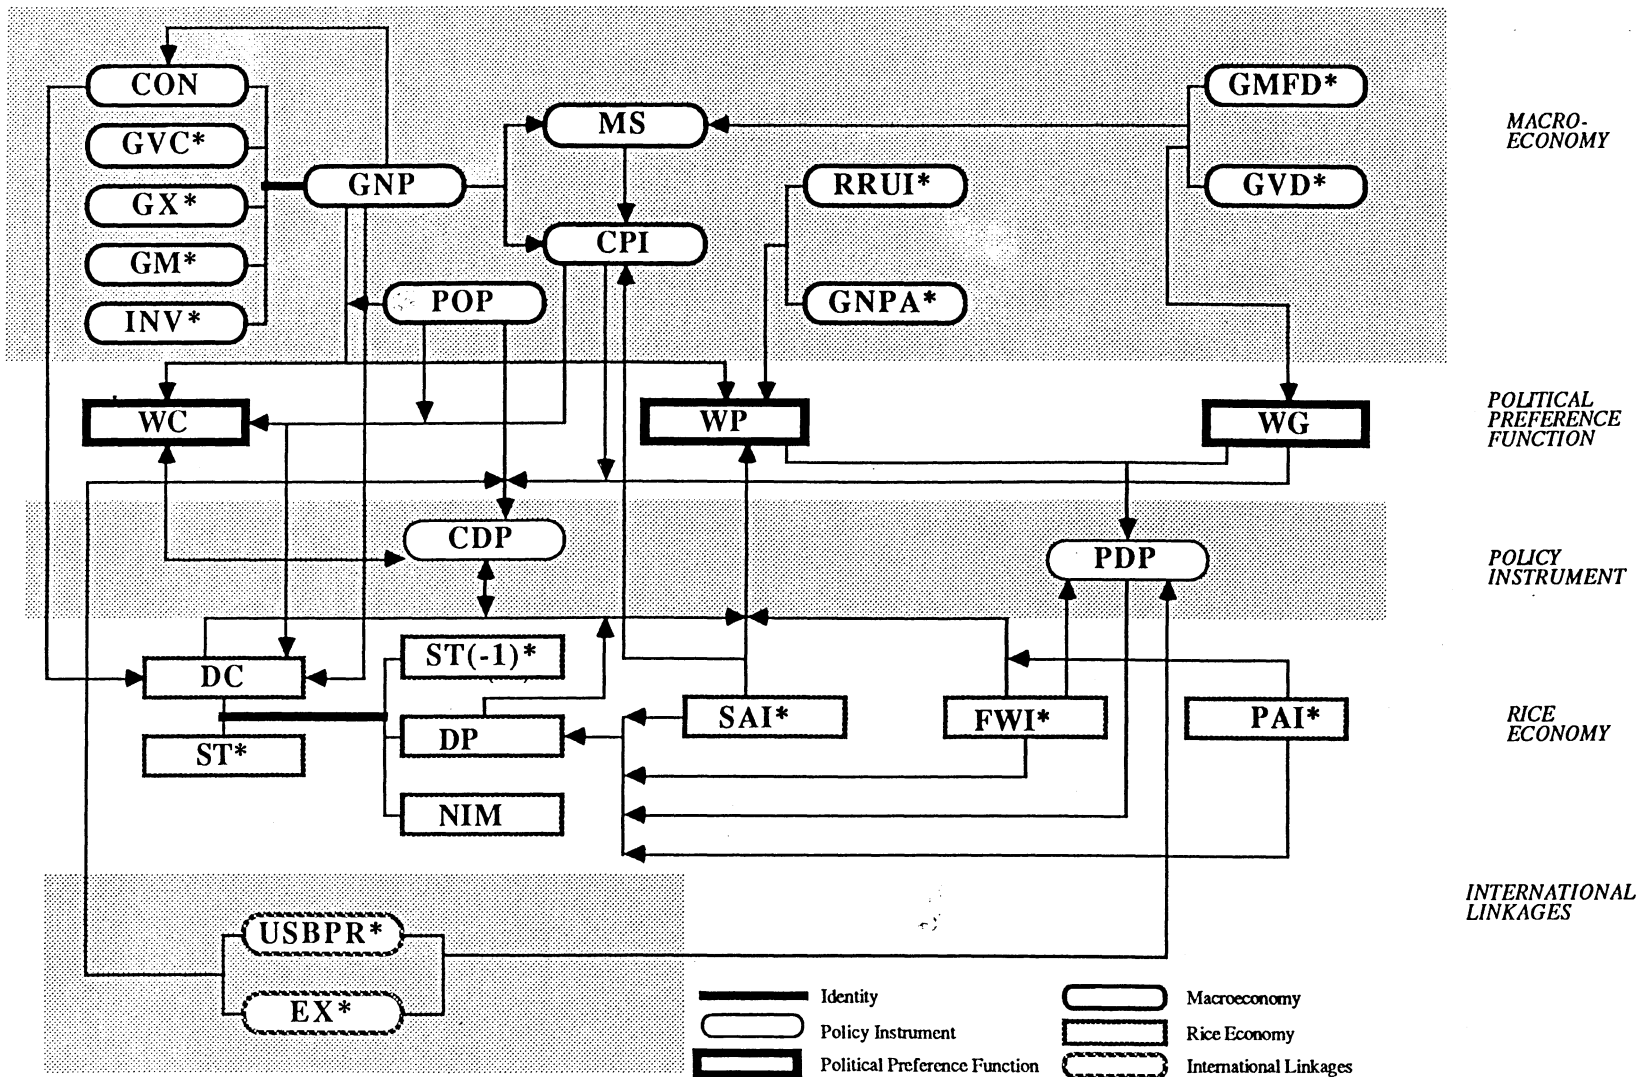 CON
GMFD*
MS
MACRO-
ECONOMY
GVC*
GNP
RRUI*
GVD*
GX*
CPI
GM*
POP
GNPA*
INV*
POLITICAL
PREFERENCE
FUNCTION
WC
WP
WG
CDP
PDP
POLICY
INSTRUMENT
ST(-1)*
DC
SAI*
FWI*
PAI*
RICE
ECONOMY
DP
ST*
NIM
INTERNATIONAL
LINKAGES
USBPR*
EX*
Identity
Macroeconomy
Policy Instrument
Rice Economy
Political Preference Function
International Linkages